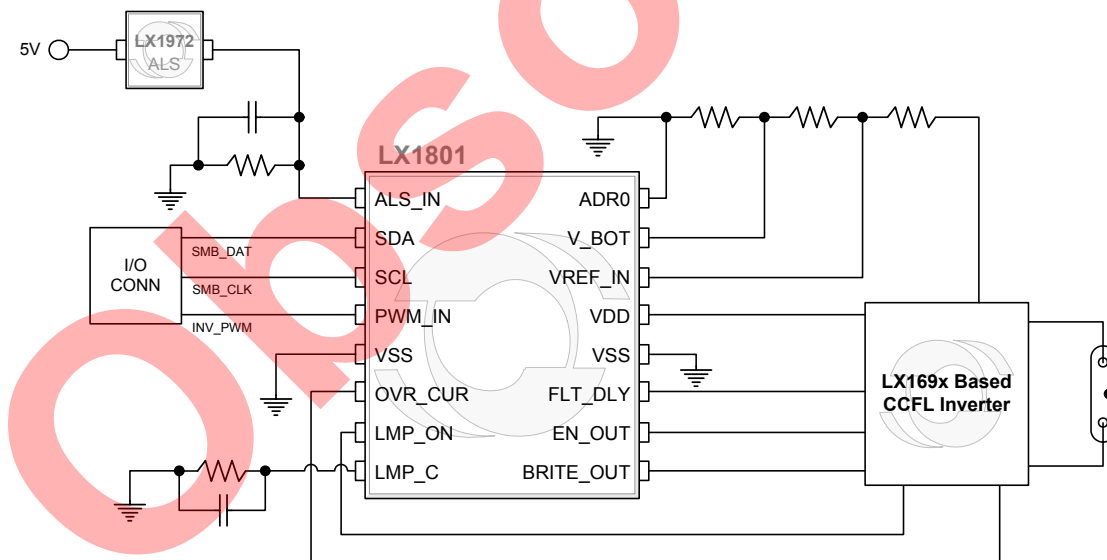 5V
LX1972
ALS
LX1801
ALS_IN
SDA
SCL
PWM_IN
VSS
OVR_CUR
LMP_ON
LMP_C
ADR0
V_BOT
VREF_IN
VDD
VSS
FLT_DLY
EN_OUT
BRITE_OUT
I/O
CONN
SMB_DAT
SMB_CLK
INV_PWM
LX169x Based
CCFL Inverter
Obso